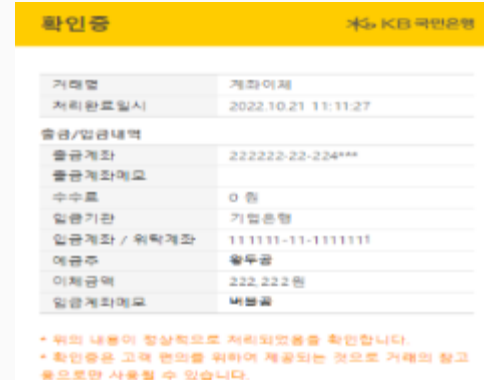 확인증
KB 국민은행
거래명 계좌이체
처리완료일시 2022.10.21 11:11:27
출금/입금내역
출금계좌 222222-22-224***
출금계좌메모
수수료 0 원
입금기관 기업은행
입금계좌 / 위탁계좌 111111-11-1111111
예금주 왕두공
이체금액 222,222원
입금계좌메모
* 위의 내용이 정상적으로 처리되었음을 확인합니다.
* 확인증은 고객 편의를 위하여 제공되는 것으로 거래의 참고
용으로만 사용될 수 있습니다.